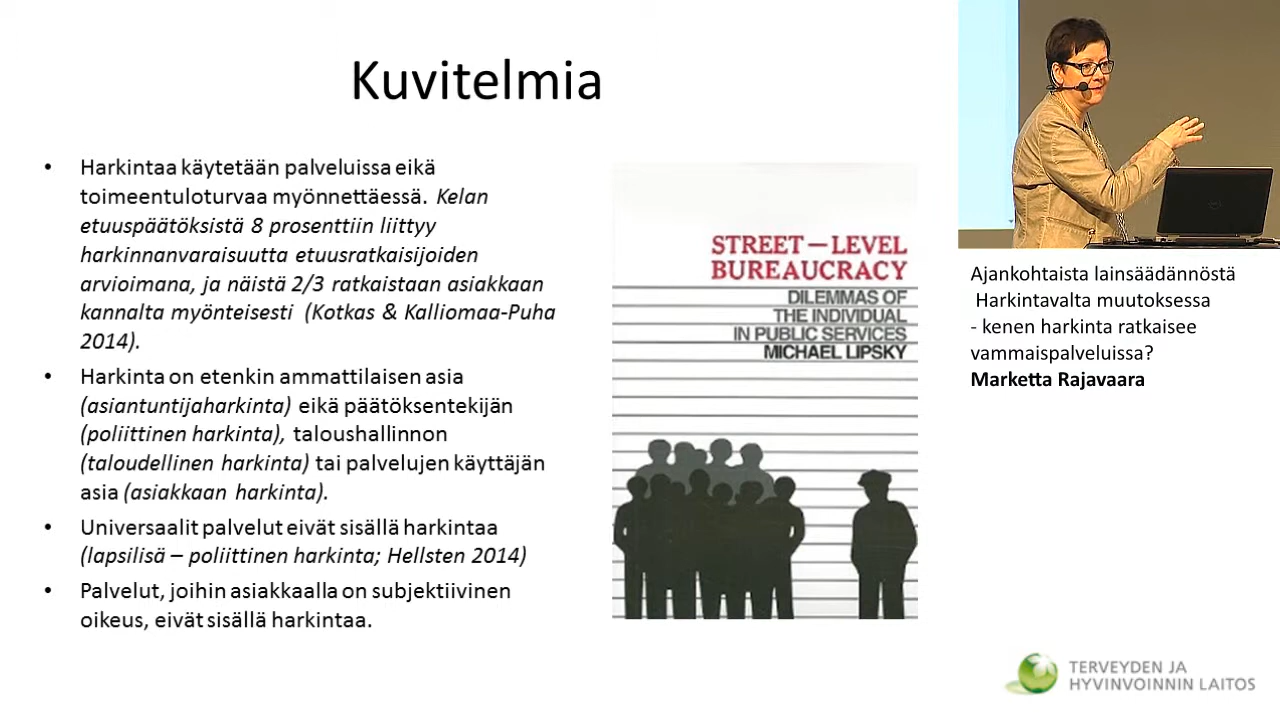 Kuvitelmia
• Harkintaa käytetään palveluissa eikä
toimeentuloturvaa myönnettäessä. Kelan
etuuspäätöksistä 8 prosenttiin liittyy
harkinnanvaraisuutta etuusratkaisijoiden
arvioimana, ja näistä 2/3 ratkaistaan asiakkaan
kannalta myönteisesti (Kotkas & Kalliomaa-Puha
2014).
• Harkinta on etenkin ammattilaisen asia
(asiantuntijaharkinta) eikä päätöksentekijän
(poliittinen harkinta), taloushallinnon
(taloudellinen harkinta) tai palvelujen käyttäjän
asia (asiakkaan harkinta).
• Universaalit palvelut eivät sisällä harkintaa
(lapsilisä – poliittinen harkinta; Hellsten 2014)
• Palvelut, joihin asiakkaalla on subjektiivinen
oikeus, eivät sisällä harkintaa.
STREET—LEVEL
BUREAUCRACY
DILEMMAS OF
THE INDIVIDUAL
IN PUBLIC SERVICES
MICHAEL LIPSKY
Ajankohtaista lainsäädännöstä
Harkintavalta muutoksessa
- kenen harkinta ratkaisee
vammaispalveluissa?
Marketta Rajavaara
TERVEYDEN JA
HYVINVOINNIN LAITOS